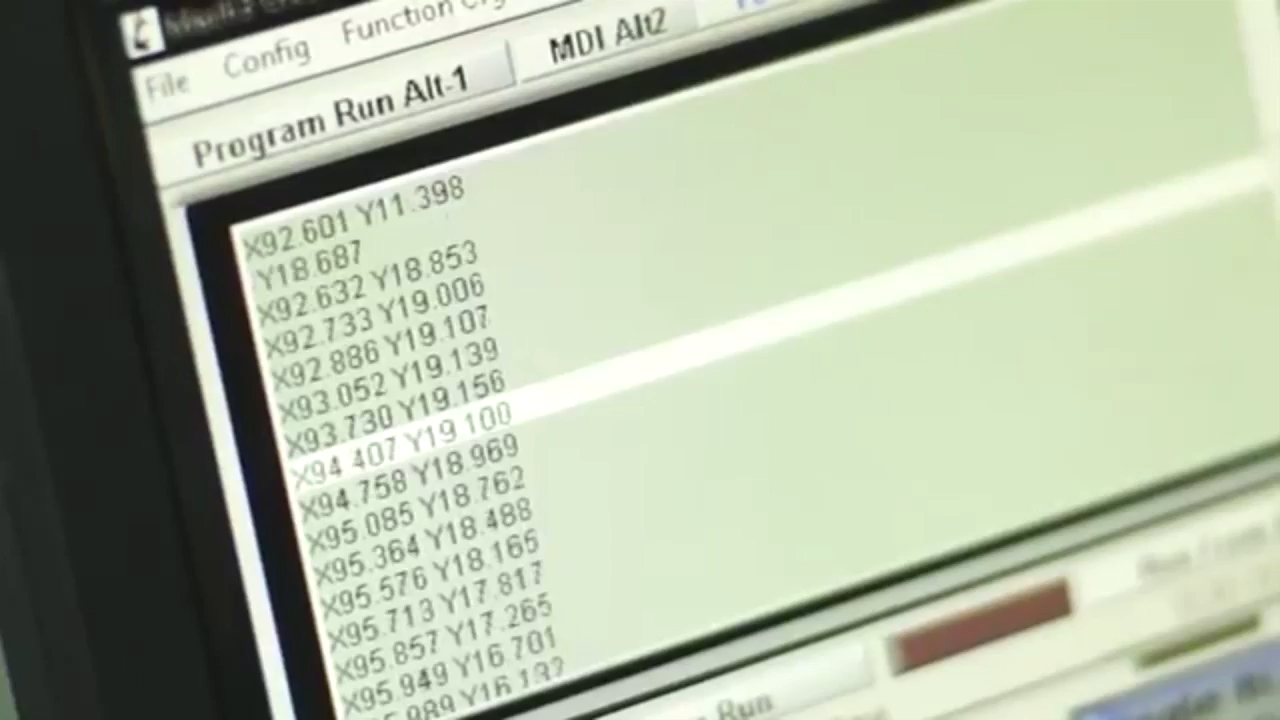 File Config Function
Program Run Alt-1 MDI Alt2
X92.601 Y11.398
Y18.687
X92.632 Y18.853
X92.733 Y19.006
X92.886 Y19.107
X93.052 Y19.139
X93.730 Y19.156
X94.407 Y19.100
X94.758 Y18.969
X95.085 Y18.762
X95.364 Y18.488
X95.576 Y18.165
X95.713 Y17.817
X95.857 Y17.265
X95.949 Y16.701
Run